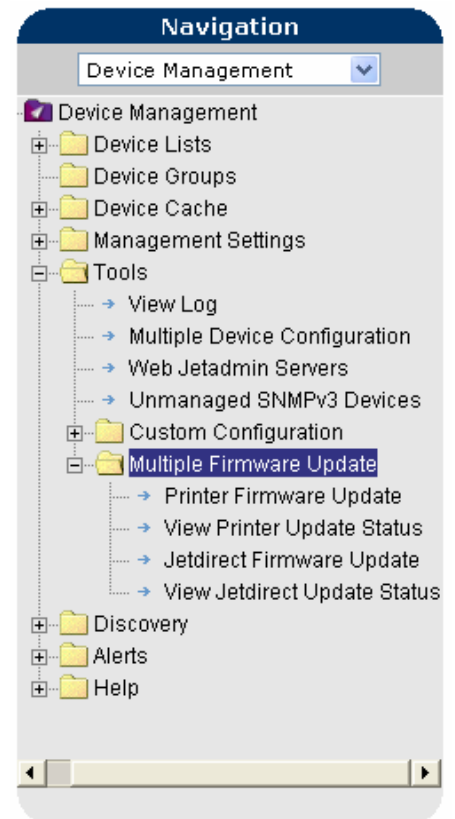 Navigation
Device Management
Device Management
Device Lists
Device Groups
Device Cache
Management Settings
Tools
View Log
Multiple Device Configuration
Web Jetadmin Servers
Unmanaged SNMPv3 Devices
Custom Configuration
Multiple Firmware Update
Printer Firmware Update
View Printer Update Status
Jetdirect Firmware Update
View Jetdirect Update Status
Discovery
Alerts
Help